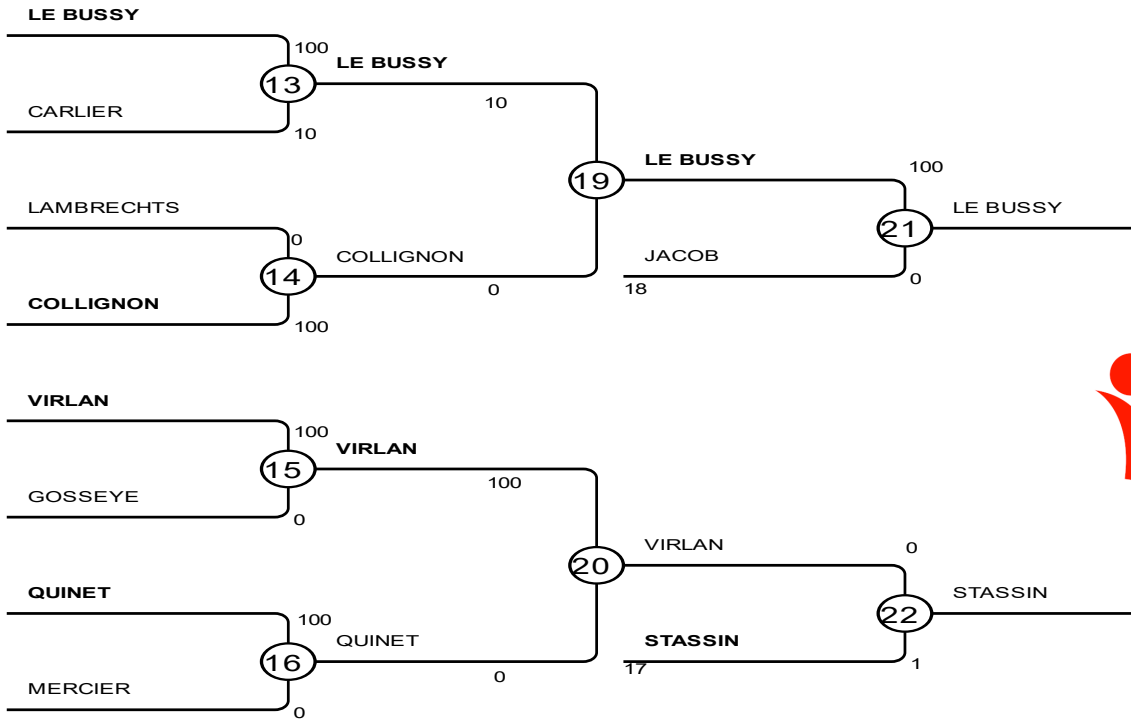 LE BUSSY
100
13
LE BUSSY
10
CARLIER
10
19
LE BUSSY
100
LAMBRECHTS
0
14
COLLIGNON
0
COLLIGNON
100
JACOB
18
21
LE BUSSY
0
VIRLAN
100
15
VIRLAN
100
GOSSEYE
0
20
VIRLAN
0
QUINET
100
16
QUINET
0
MERCIER
0
STASSIN
17
22
STASSIN
1